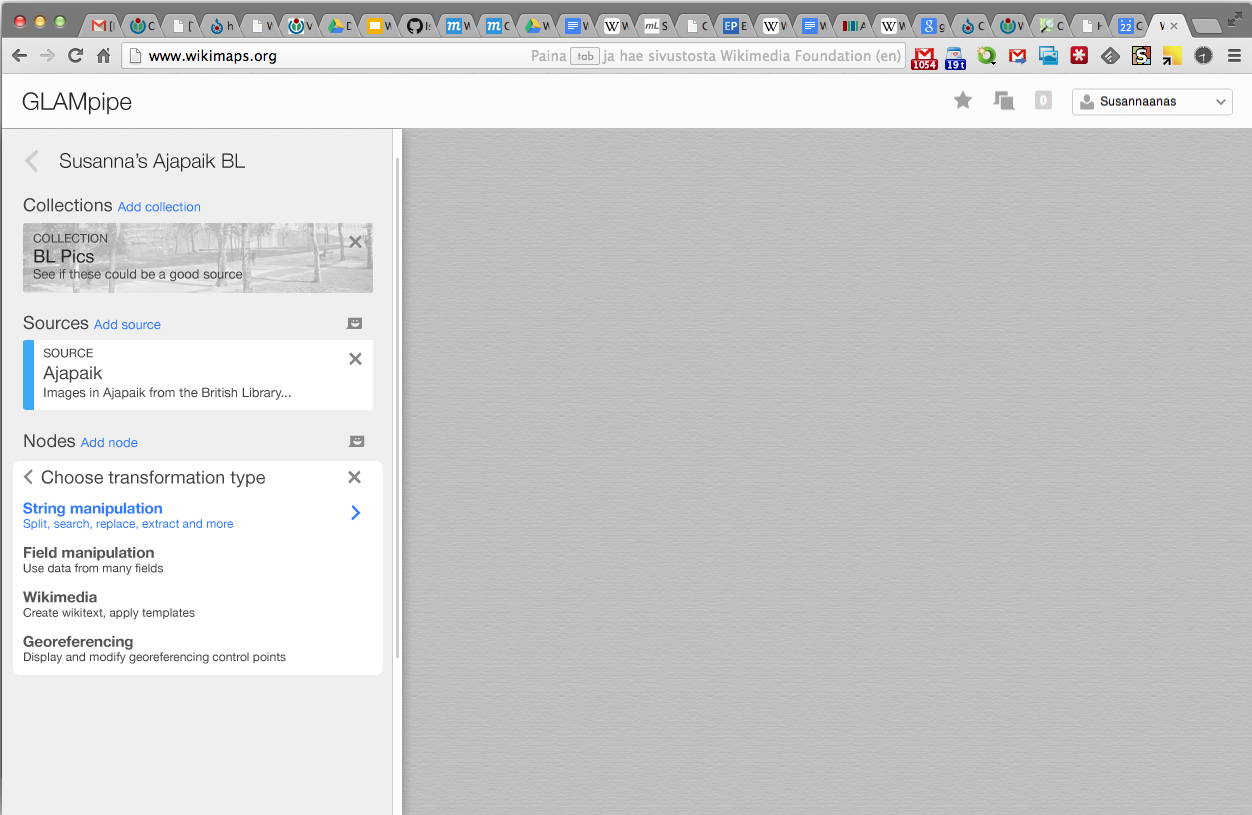 www.wikimaps.org
Paina tab ja hae sivustosta Wikimedia Foundation (en)
1054
19 t
GLAMpipe
0
Susannaanas
Susanna's Ajapaik BL
Collections Add collection
COLLECTION
BL Pics
See if these could be a good source
Sources Add source
SOURCE
Ajapaik
Images in Ajapaik from the British Library...
Nodes Add node
Choose transformation type
String manipulation
Split, search, replace, extract and more
Field manipulation
Use data from many fields
Wikimedia
Create wikitext, apply templates
Georeferencing
Display and modify georeferencing control points